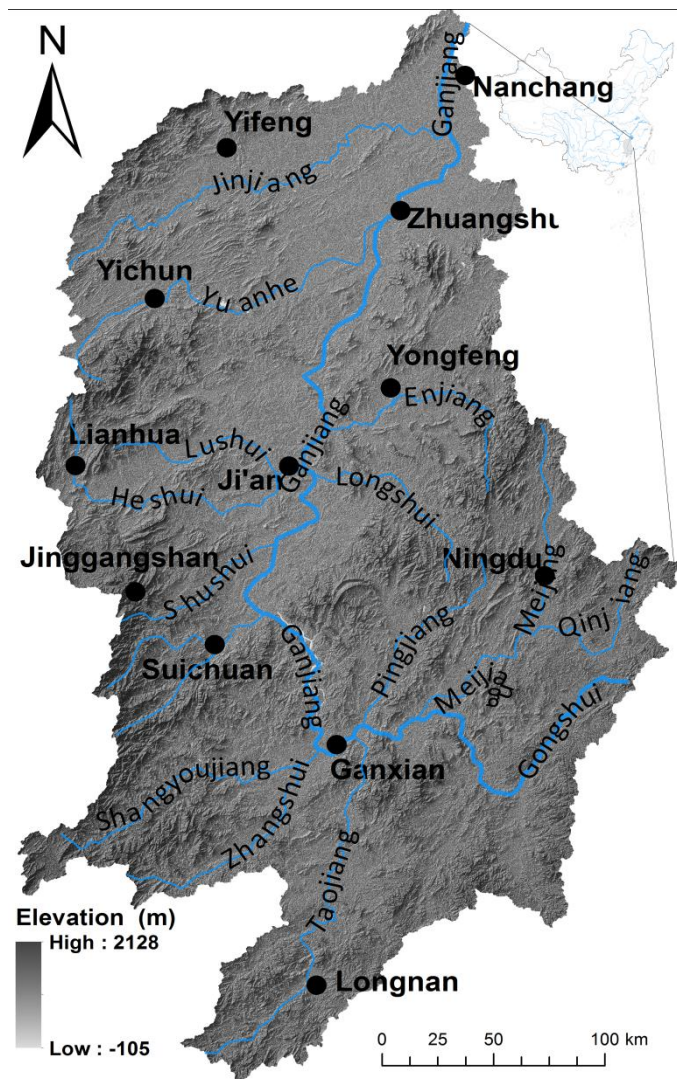 N
Ganjiang
Nanchang
Yifeng
Jinjiang
Zhuangshu
Yichun
Yuanhe
Yongfeng
Enjiang
Lianhua
Lushui
Ganjiang
Ji'an
Heshui
Longshui
Jinggangshan
Ningdu
Shushui
Meijiang
Qinjiang
Suichuan
Ganjiang
Pingjiang
Meijia
Gongshui
Ganxian
Shangyoujiang
Zhangshui
Taojiang
Elevation (m)
High : 2128
Low : -105
Longnan
0 25 50 100 km